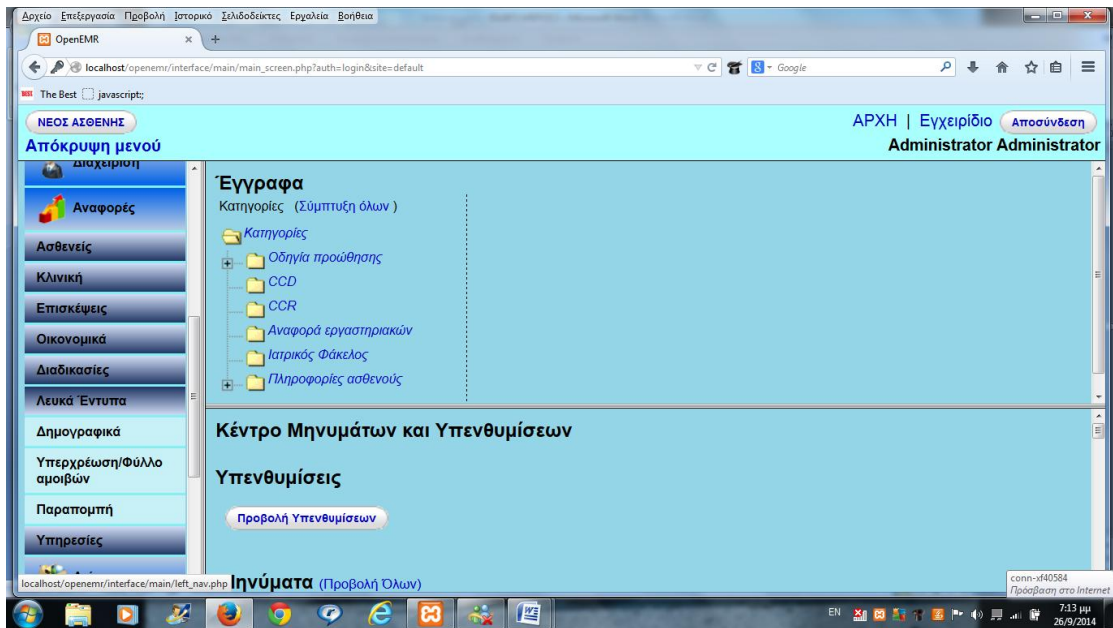 Αρχείο Επεξεργασία Προβολή Ιστορικό Σελιδοδείκτες Εργαλεία Βοήθεια
OpenEMR
localhost/openemr/interface/main/main_screen.php?auth=login&site=default
Google
The Best javascript:;
ΝΕΟΣ ΑΣΘΕΝΗΣ
ΑΡΧΗ | Εγχειρίδιο Αποσύνδεση
Απόκρυψη μενού
Administrator Administrator
Διαχείριση
Αναφορές
Ασθενείς
Κλινική
Επισκέψεις
Οικονομικά
Διαδικασίες
Λευκά Έντυπα
Δημογραφικά
Υπερχρέωση/Φύλλο
αμοιβών
Παραπομπή
Υπηρεσίες
Έγγραφα
Κατηγορίες (Σύμπτυξη όλων )
Κατηγορίες
Οδηγία προώθησης
CCD
CCR
Αναφορά εργαστηριακών
Ιατρικός Φάκελος
Πληροφορίες ασθενούς
Κέντρο Μηνυμάτων και Υπενθυμίσεων
Υπενθυμίσεις
Προβολή Υπενθυμίσεων
Μηνύματα (Προβολή Όλων)
localhost/openemr/interface/main/left_nav.php
conn-xf40584
Πρόσβαση στο Internet
EN
7:13 μμ
26/9/2014